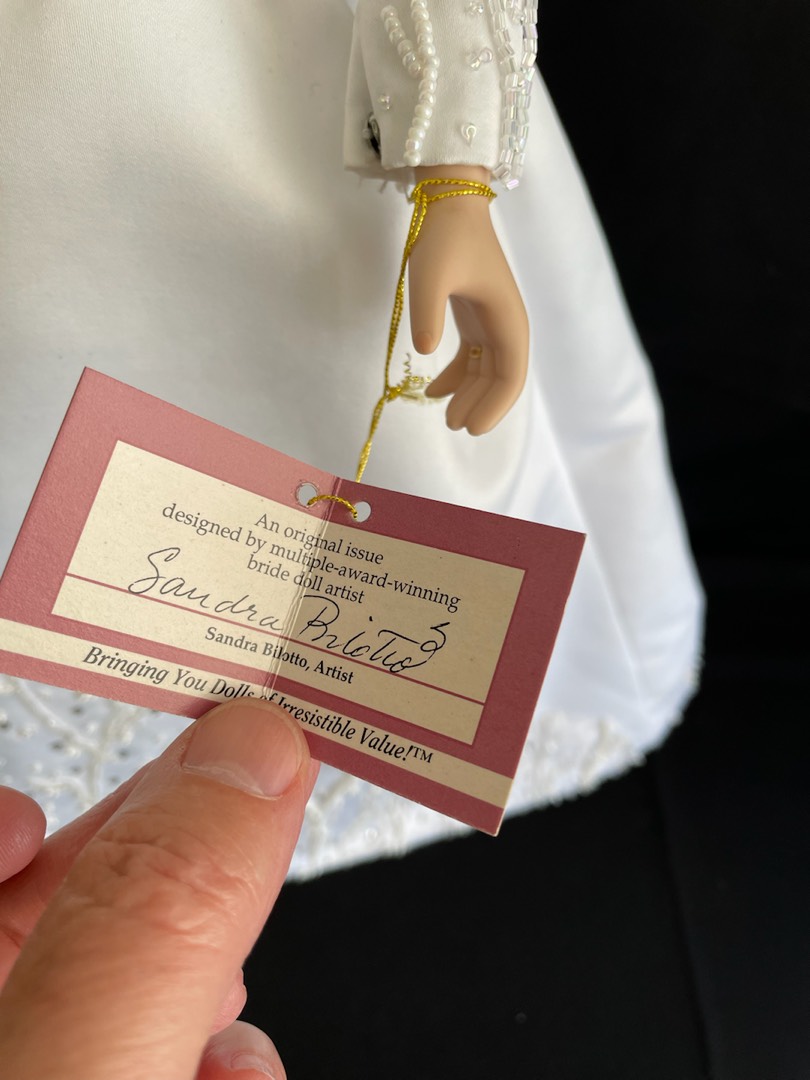 An original issue
designed by multiple-award-winning
bride doll artist
Sandra Bilotto
Sandra Bilotto, Artist
Bringing You Dolls of Irresistible Value!™